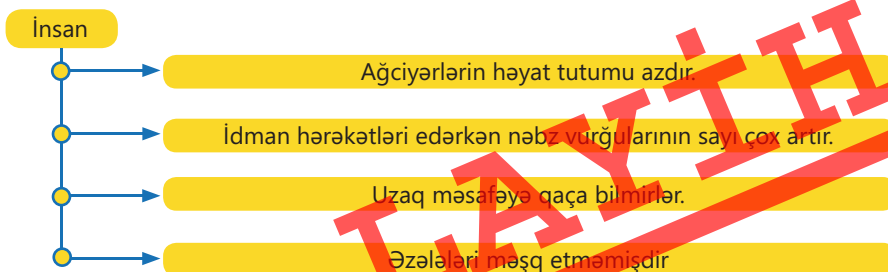 İnsan
Ağciyərlərin həyat tutumu azdır.
İdman hərəkətləri edərkən nəbz vurğularının sayı çox artır.
Uzaq məsafəyə qaça bilmirlər.
Əzələləri məşq etməmişdir
LAYİH